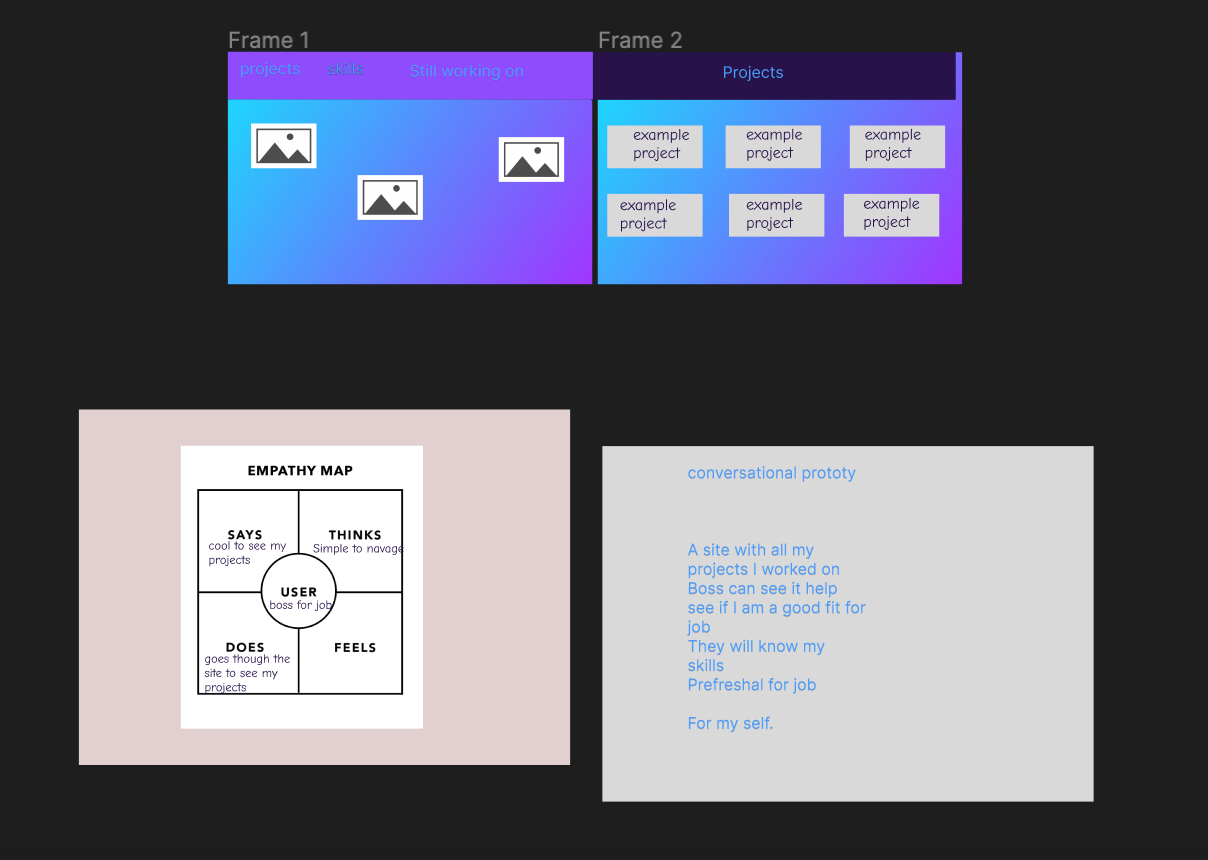 Frame 1
Frame 2
projects skills Still working on
Projects
example
project
example
project
example
project
example
project
example
project
example
project
EMPATHY MAP
SAYS
cool to see my
projects
THINKS
Simple to navage
USER
boss for job
DOES
goes though the
site to see my
projects
FEELS
conversational prototy
A site with all my
projects I worked on
Boss can see it help
see if I am a good fit for
job
They will know my
skills
Prefreshal for job
For my self.